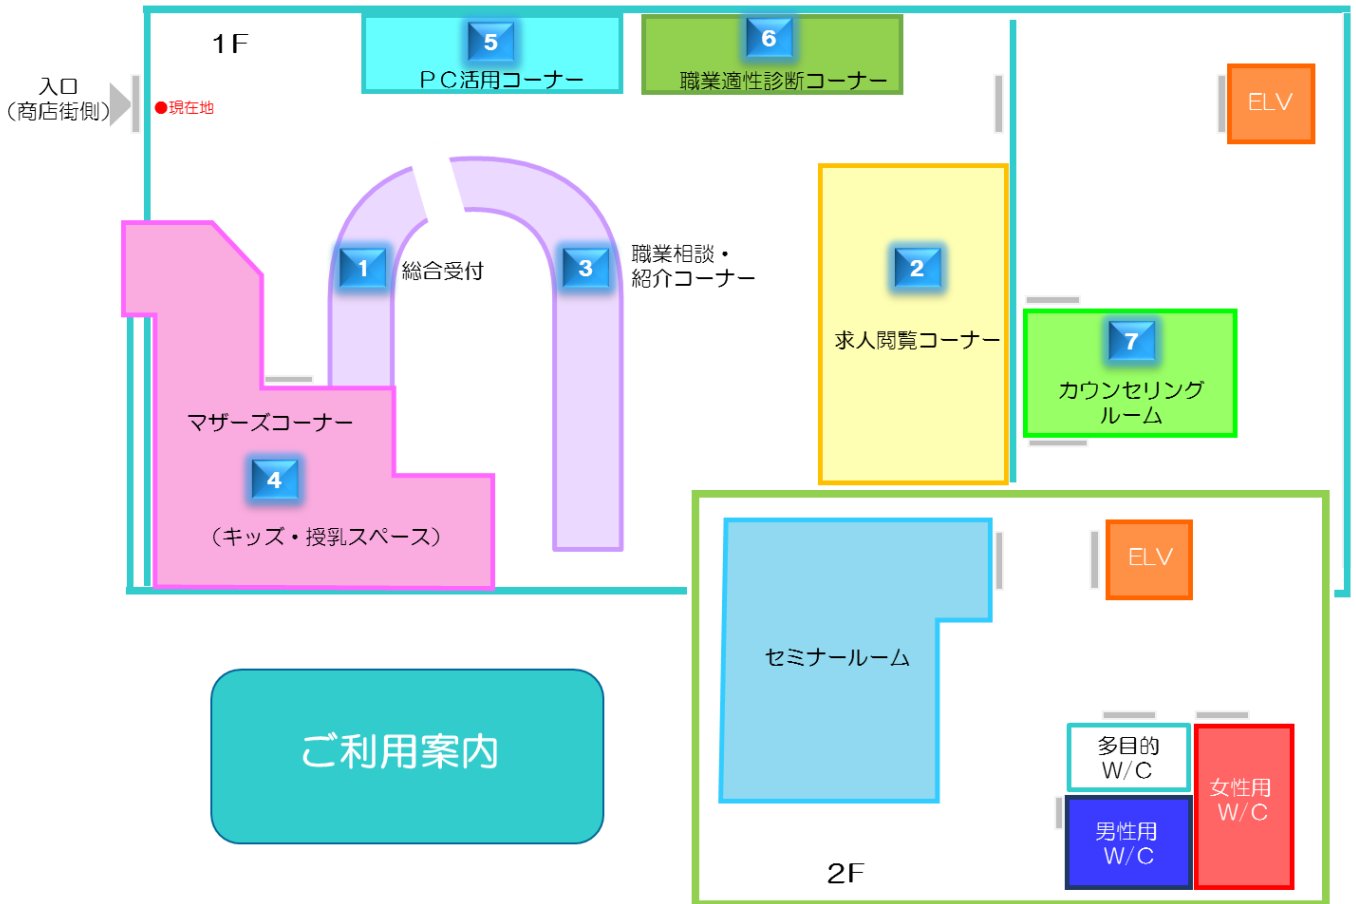 1F
5
ＰＣ活用コーナー
6
職業適性診断コーナー
入口
（商店街側）
●現在地
ELV
1
総合受付
3
職業相談・
紹介コーナー
2
求人閲覧コーナー
7
カウンセリング
ルーム
マザーズコーナー
4
（キッズ・授乳スペース）
ELV
セミナールーム
ご利用案内
多目的
W/C
女性用
W/C
男性用
W/C
2F